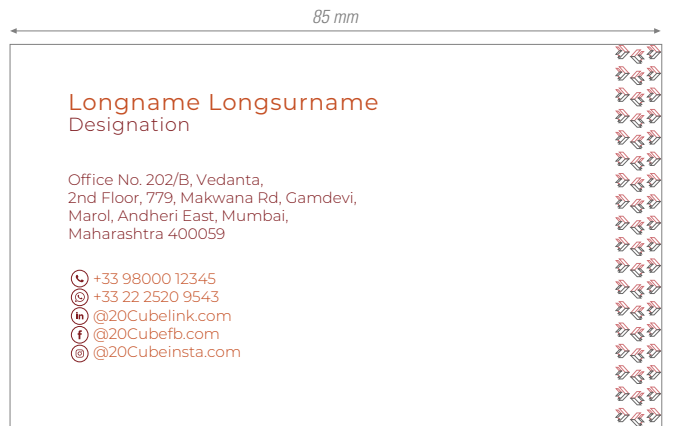 85 mm
Longname Longsurname
Designation
Office No. 202/B, Vedanta,
2nd Floor, 779, Makwana Rd, Gamdevi,
Marol, Andheri East, Mumbai,
Maharashtra 400059
+33 98000 12345
+33 22 2520 9543
@20Cubelink.com
@20Cubefb.com
@20Cubeinsta.com